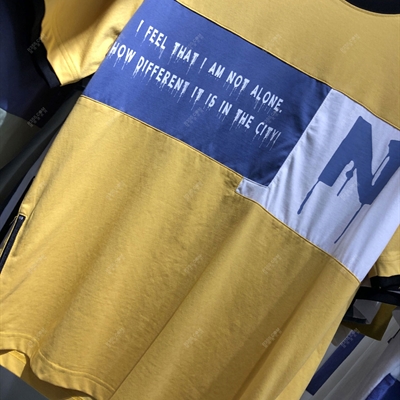 I FEEL THAT I AM NOT ALONE.
HOW DIFFERENT IT IS IN THE CITY!
N